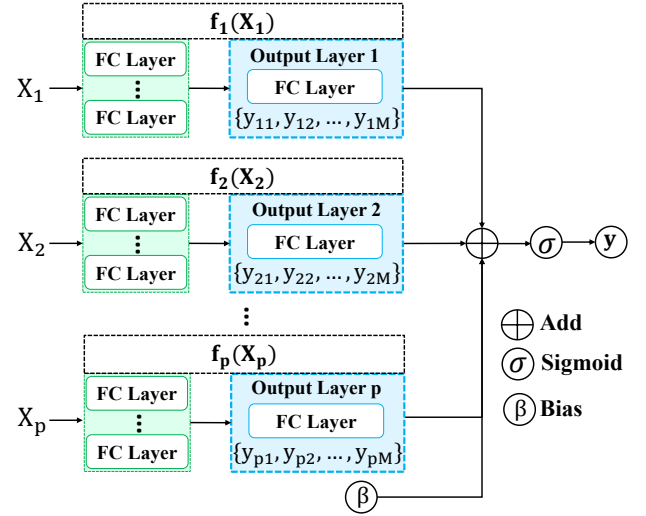 f₁(X₁)
X₁
FC Layer
⋮
FC Layer
Output Layer 1
FC Layer
{y₁₁, y₁₂, ..., y₁M}
f₂(X₂)
X₂
FC Layer
⋮
FC Layer
Output Layer 2
FC Layer
{y₂₁, y₂₂, ..., y₂M}
σ
y
⋮
fₚ(Xₚ)
Xₚ
FC Layer
⋮
FC Layer
Output Layer p
FC Layer
{yₚ₁, yₚ₂, ..., yₚM}
β
Add
σ Sigmoid
β Bias